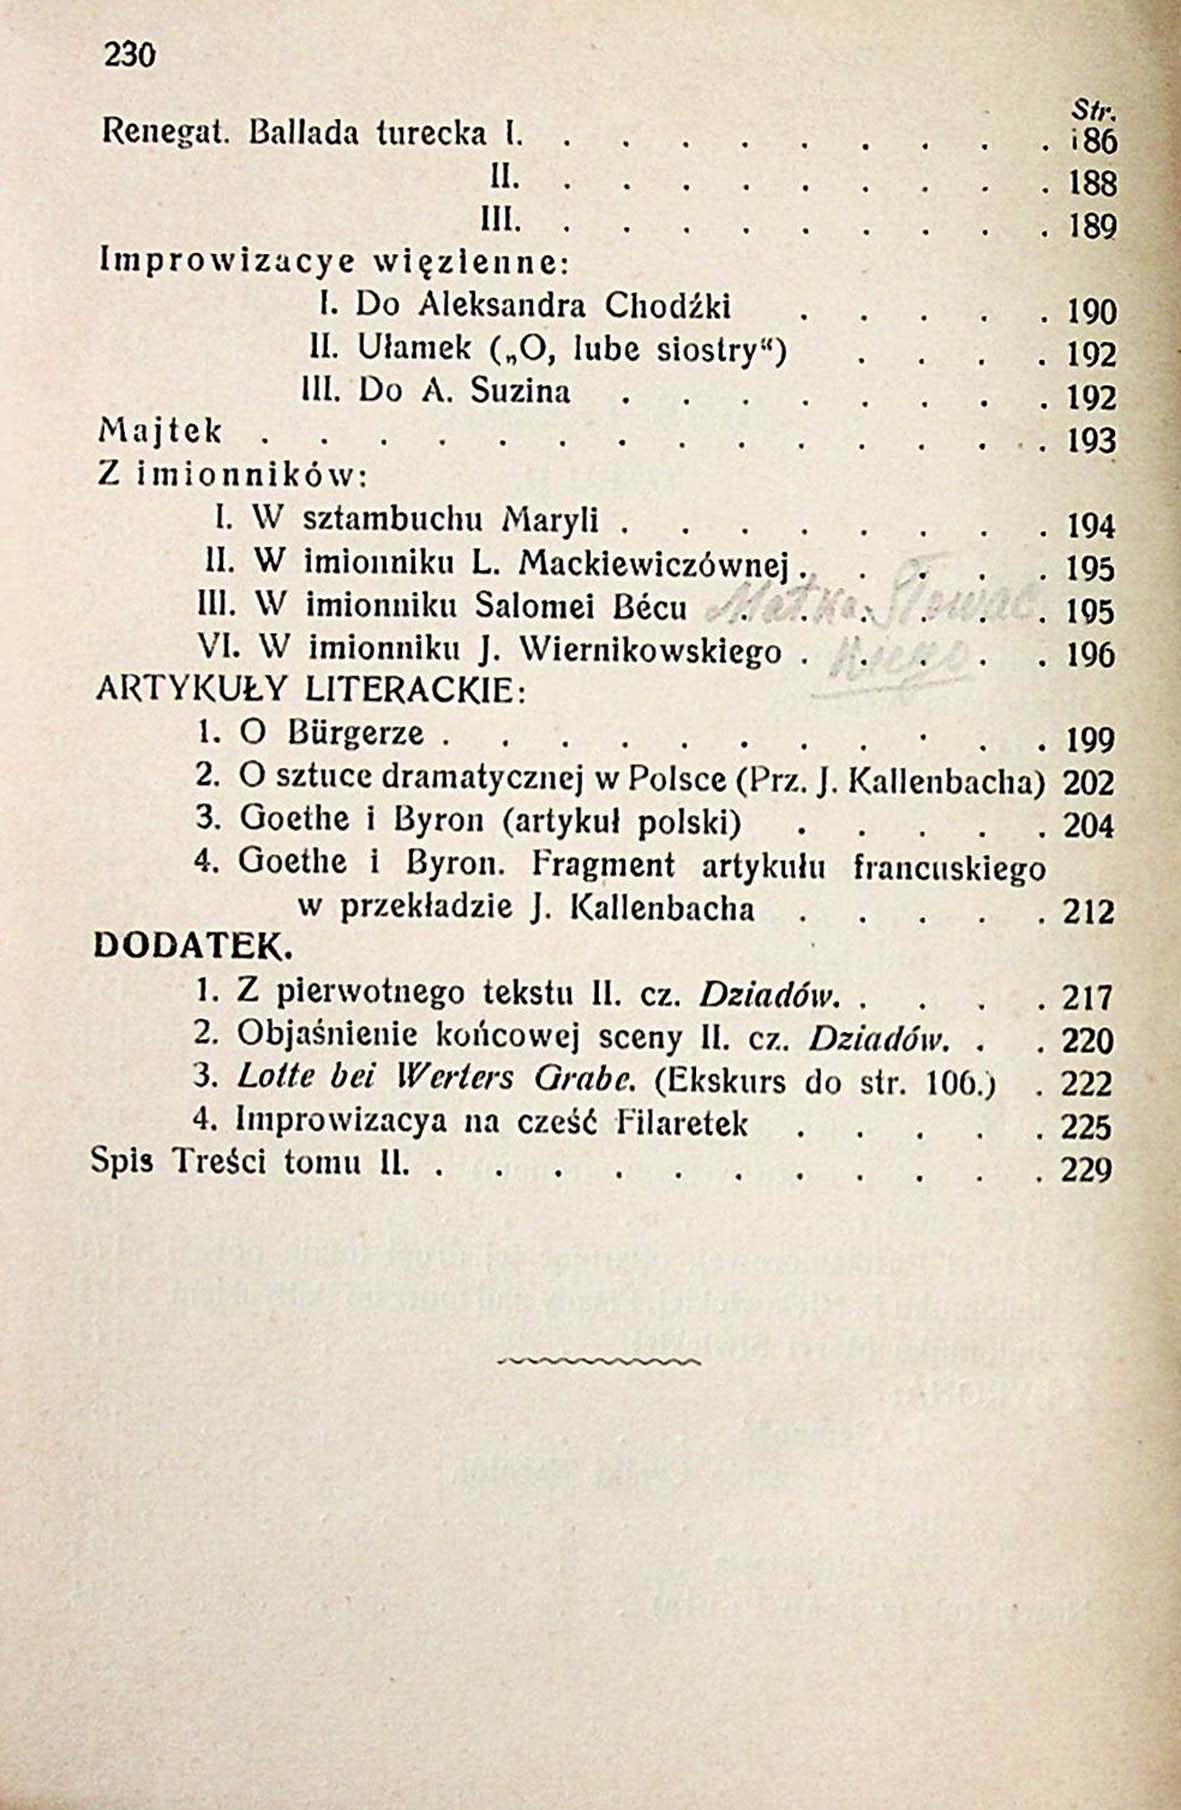 230
Str.
Renegat. Ballada turecka I. . . . . . . . . . 186
II. . . . . . . . . . 188
III. . . . . . . . . . 189
Improwizacye więzienne:
I. Do Aleksandra Chodźki . . . . . 190
II. Ułamek („O, lube siostry“) . . . . 192
III. Do A. Suzina . . . . . . . . 192
Majtek . . . . . . . . . . . . . . 193
Z imionników:
I. W sztambuchu Maryli . . . . . . . . 194
II. W imionniku L. Mackiewiczównej . . . . . 195
III. W imionniku Salomei Bécu . . . . . . 195
Matka Słowac
kiego
VI. W imionniku J. Wiernikowskiego . . . . . 196
ARTYKUŁY LITERACKIE:
1. O Bürgerze . . . . . . . . . . . 199
2. O sztuce dramatycznej w Polsce (Prz. J. Kallenbacha) 202
3. Goethe i Byron (artykuł polski) . . . . . 204
4. Goethe i Byron. Fragment artykułu francuskiego
w przekładzie J. Kallenbacha . . . . . 212
DODATEK.
1. Z pierwotnego tekstu II. cz. Dziadów. . . . . 217
2. Objaśnienie końcowej sceny II. cz. Dziadów. . . 220
3. Lotte bei Werters Grabe. (Ekskurs do str. 106.) . 222
4. Improwizacya na cześć Filaretek . . . . . 225
Spis Treści tomu II. . . . . . . . . . . . 229